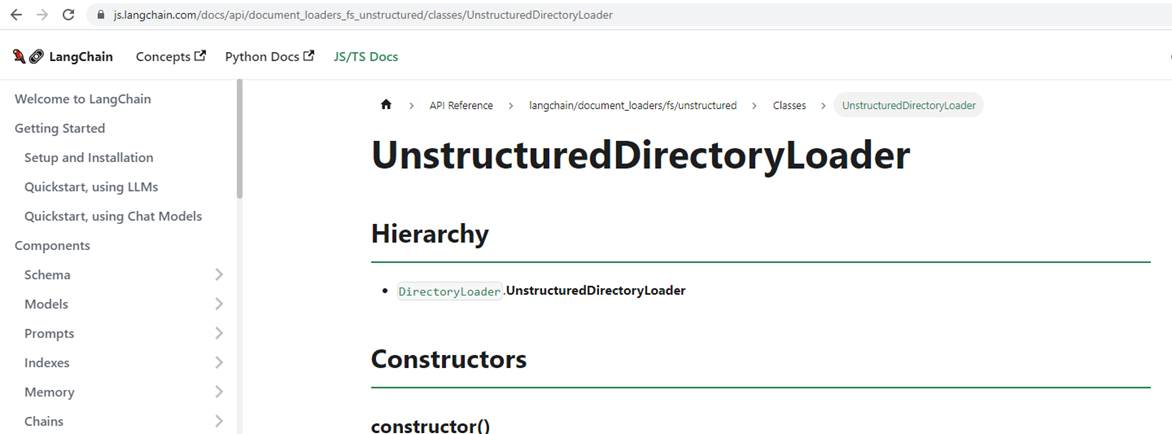 js.langchain.com/docs/api/document_loaders_fs_unstructured/classes/UnstructuredDirectoryLoader
LangChain Concepts Python Docs JS/TS Docs
Welcome to LangChain
Getting Started
Setup and Installation
Quickstart, using LLMs
Quickstart, using Chat Models
Components
Schema
Models
Prompts
Indexes
Memory
Chains
API Reference > langchain/document_loaders/fs/unstructured > Classes > UnstructuredDirectoryLoader
UnstructuredDirectoryLoader
Hierarchy
• DirectoryLoader.UnstructuredDirectoryLoader
Constructors
constructor()